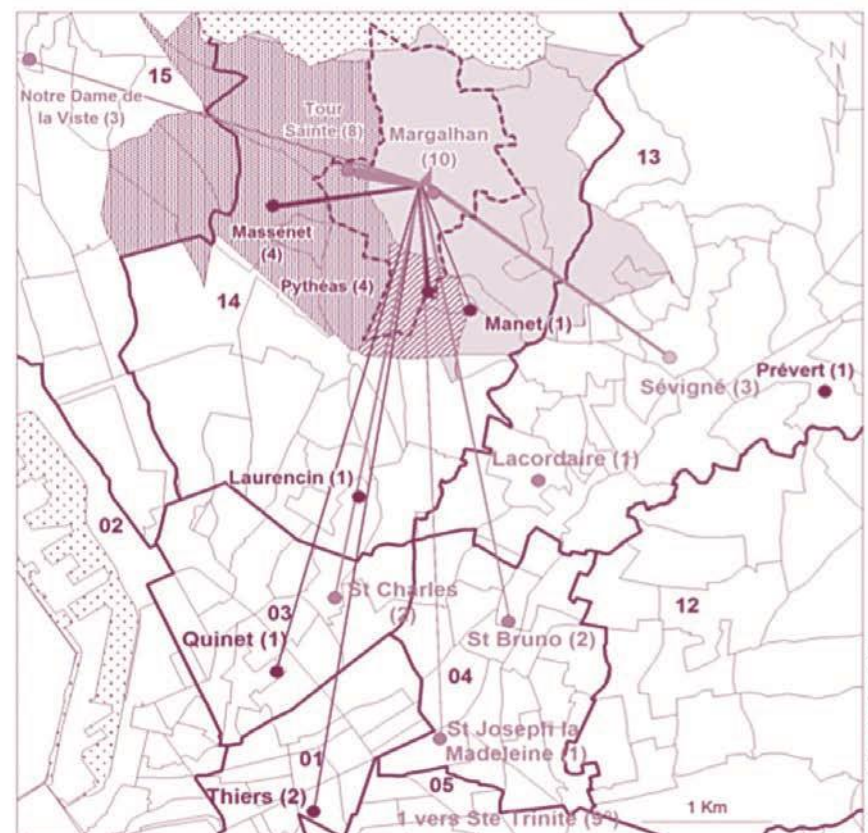 N
15
Notre Dame de
la Viste (3)
Tour
Sainte (8)
Margalhan
(10)
13
Massenet
(4)
Pythéas (4)
14
Manet (1)
Prévert (1)
Sévigné (3)
Lacordaire (1)
Laurencin (1)
02
St Charles
(2)
03
12
Quinet (1)
St Bruno (2)
04
St Joseph la
Madeleine (1)
01
05
Thiers (2)
1 vers Ste Trinité (9°)
1 Km